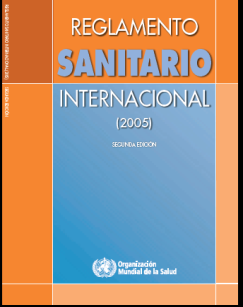 REGLAMENTO
SANITARIO
INTERNACIONAL
(2005)
SEGUNDA EDICIÓN
Organización
Mundial de la Salud